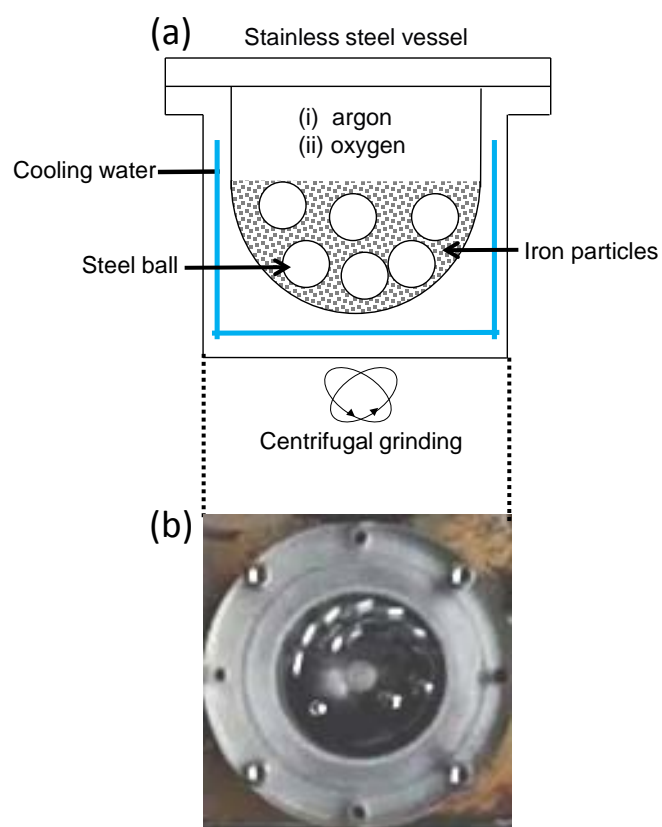 (a)
Stainless steel vessel
(i) argon
(ii) oxygen
Cooling water
Steel ball
Iron particles
Centrifugal grinding
(b)